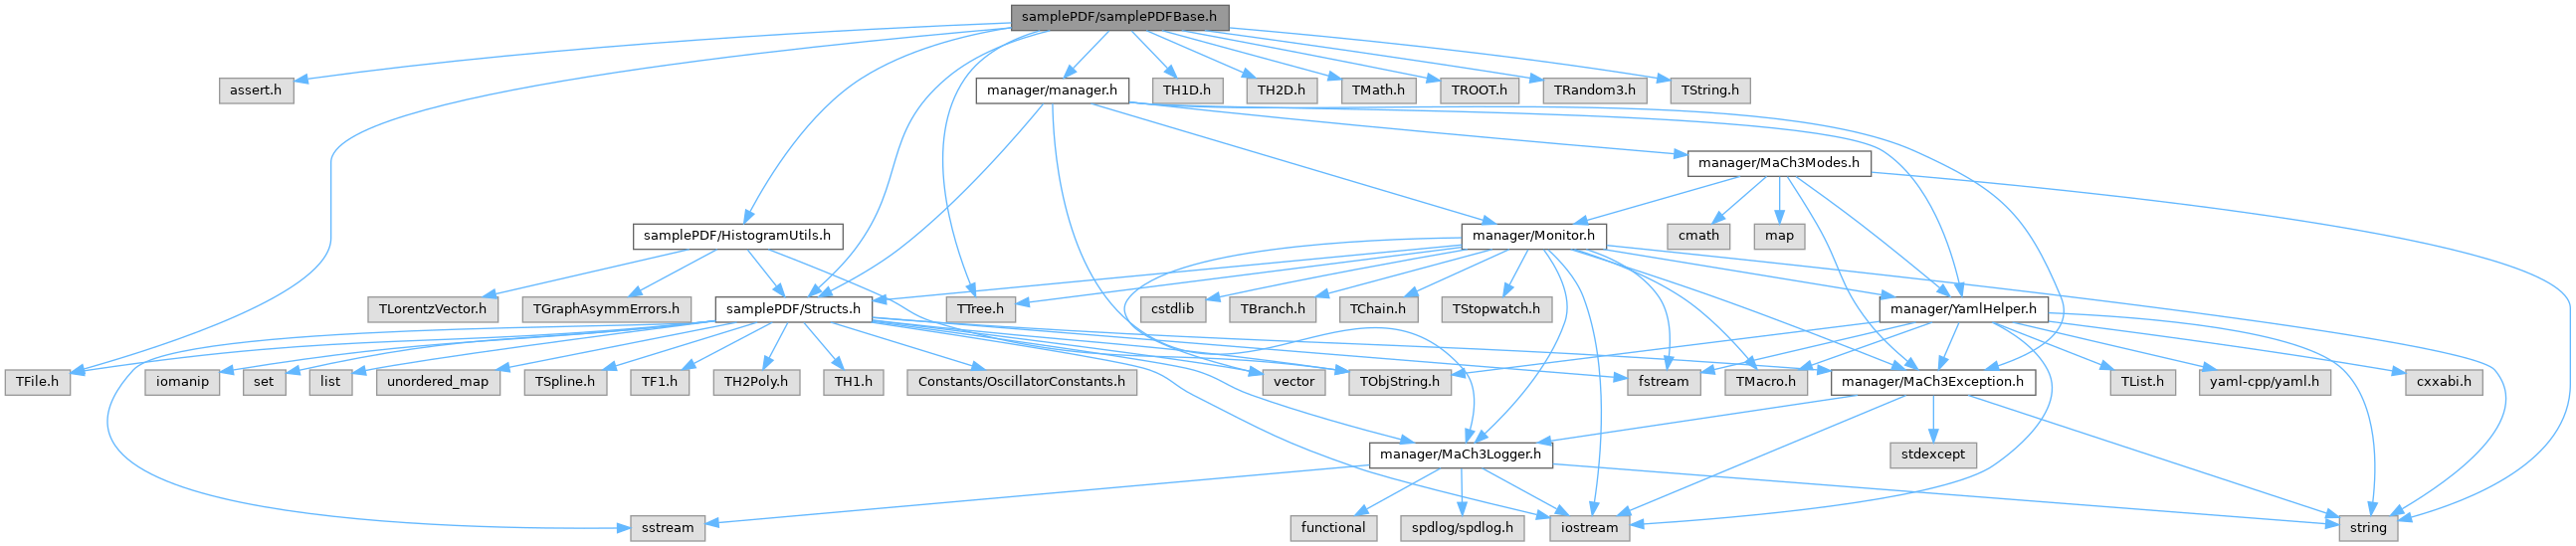 samplePDF/samplePDFBase.h
assert.h
manager/manager.h
TH1D.h
TH2D.h
TMath.h
TROOT.h
TRandom3.h
TString.h
manager/MaCh3Modes.h
samplePDF/HistogramUtils.h
manager/Monitor.h
cmath
map
TLorentzVector.h
TGraphAsymmErrors.h
samplePDF/Structs.h
TTree.h
cstdlib
TBranch.h
TChain.h
TStopwatch.h
manager/YamlHelper.h
TFile.h
iomanip
set
list
unordered_map
TSpline.h
TF1.h
TH2Poly.h
TH1.h
Constants/OscillatorConstants.h
vector
TObjString.h
fstream
TMacro.h
manager/MaCh3Exception.h
TList.h
yaml-cpp/yaml.h
cxxabi.h
manager/MaCh3Logger.h
stdexcept
sstream
functional
spdlog/spdlog.h
iostream
string